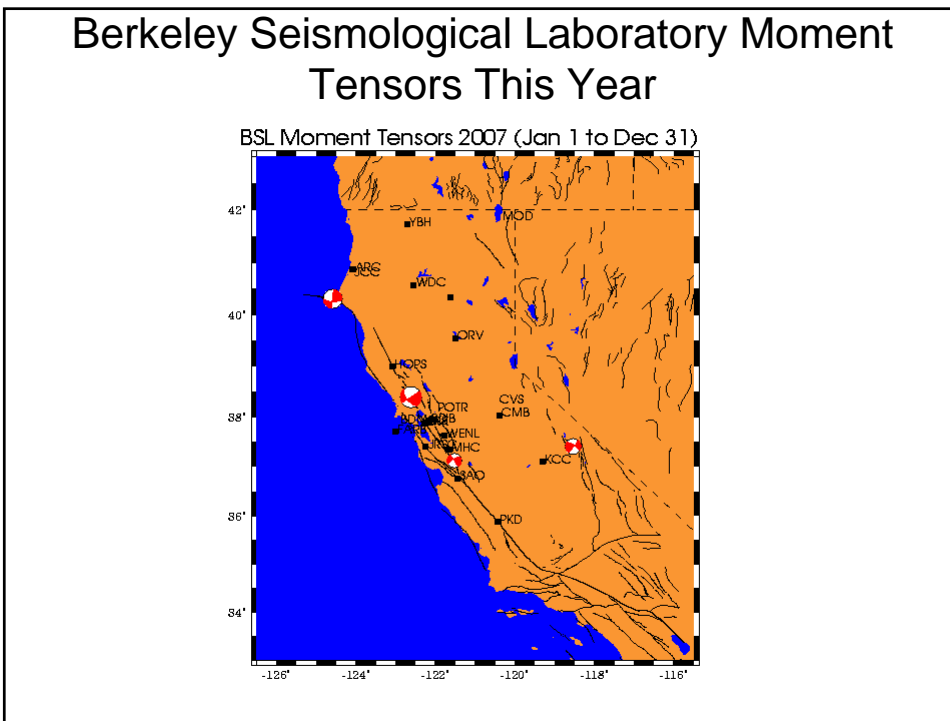 Berkeley Seismological Laboratory Moment
Tensors This Year
BSL Moment Tensors 2007 (Jan 1 to Dec 31)
42°
MOD
YBH
ARC
JCC
WDC
40°
ORV
HOPS
CVS
POTR
CMB
38°
WENL
MHC
KCC
SAO
36°
PKD
34°
-126° -124° -122° -120° -118° -116°